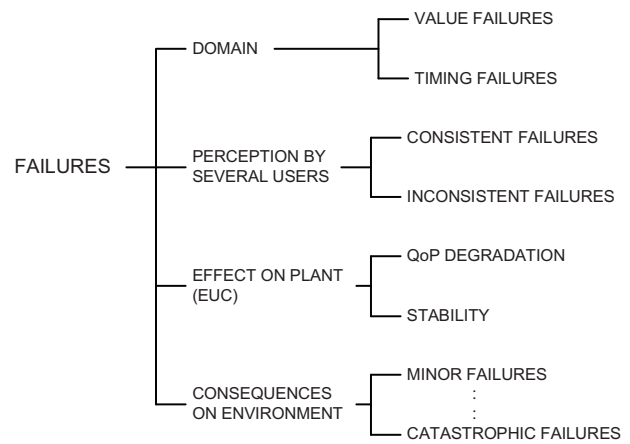 FAILURES
DOMAIN
VALUE FAILURES
TIMING FAILURES
PERCEPTION BY
SEVERAL USERS
CONSISTENT FAILURES
INCONSISTENT FAILURES
EFFECT ON PLANT
(EUC)
QoP DEGRADATION
STABILITY
CONSEQUENCES
ON ENVIRONMENT
MINOR FAILURES
:
:
CATASTROPHIC FAILURES